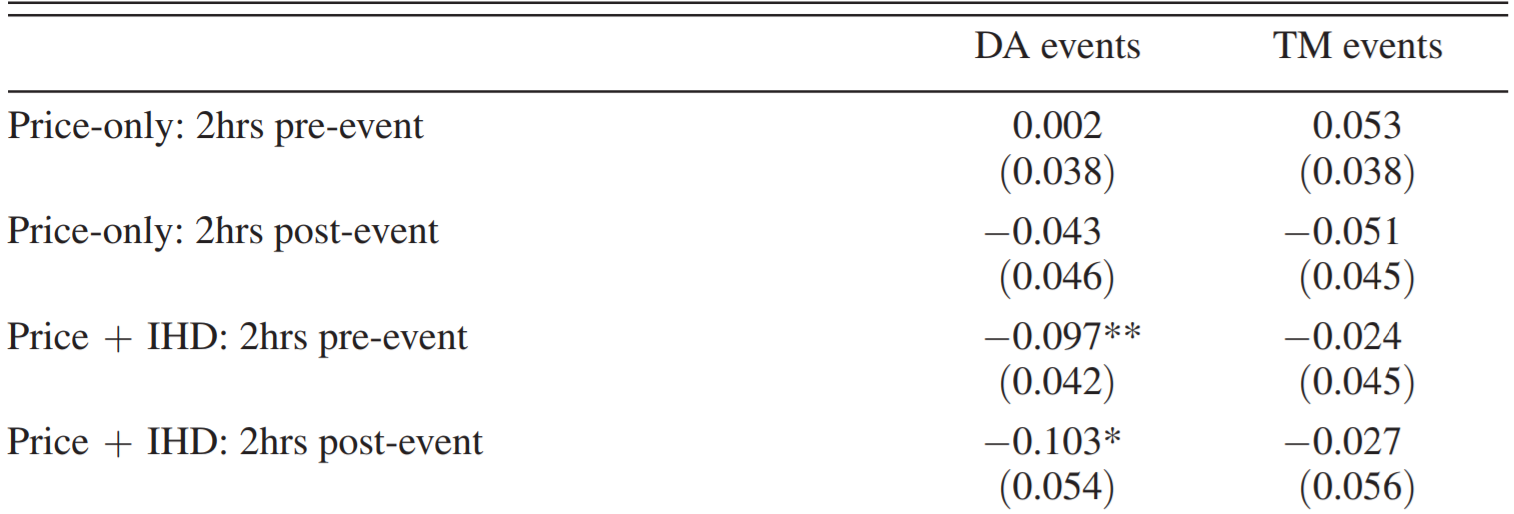 DA events TM events
Price-only: 2hrs pre-event 0.002 0.053
(0.038) (0.038)
Price-only: 2hrs post-event −0.043 −0.051
(0.046) (0.045)
Price + IHD: 2hrs pre-event −0.097** −0.024
(0.042) (0.045)
Price + IHD: 2hrs post-event −0.103* −0.027
(0.054) (0.056)